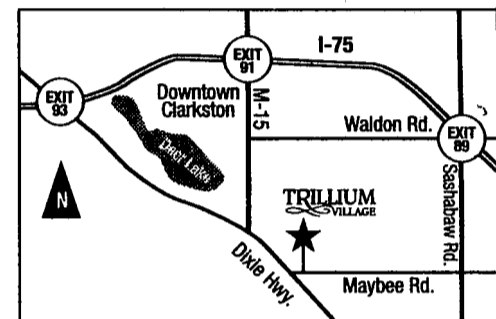 EXIT
91
I-75
EXIT
93
Downtown
Clarkston
M-15
Waldon Rd.
EXIT
89
Deer Lake
N
TRILLIUM
VILLAGE
Sashabaw Rd.
Dixie Hwy.
Maybee Rd.